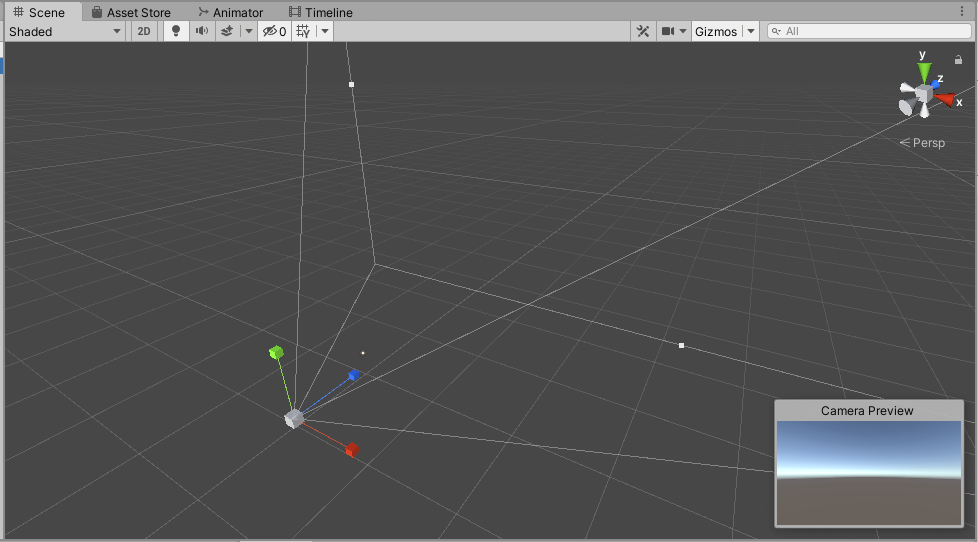 Scene Asset Store Animator Timeline
Shaded 2D 0 Gizmos All
y
z
x
Persp
Camera Preview